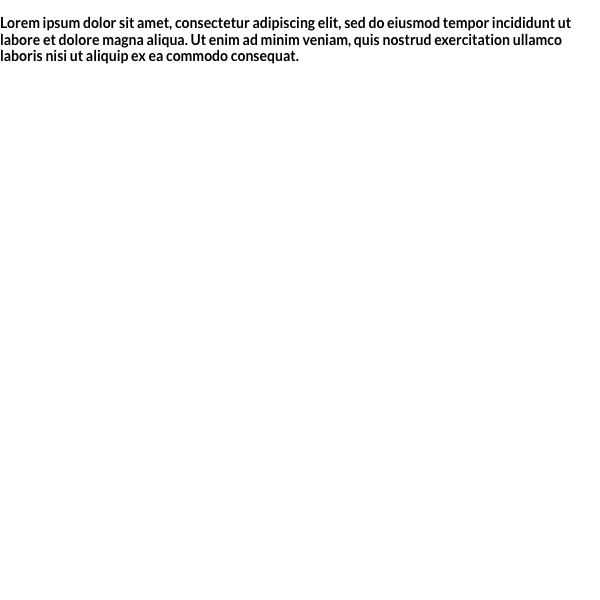 Lorem ipsum dolor sit amet, consectetur adipiscing elit, sed do eiusmod tempor incididunt ut
labore et dolore magna aliqua. Ut enim ad minim veniam, quis nostrud exercitation ullamco
laboris nisi ut aliquip ex ea commodo consequat.